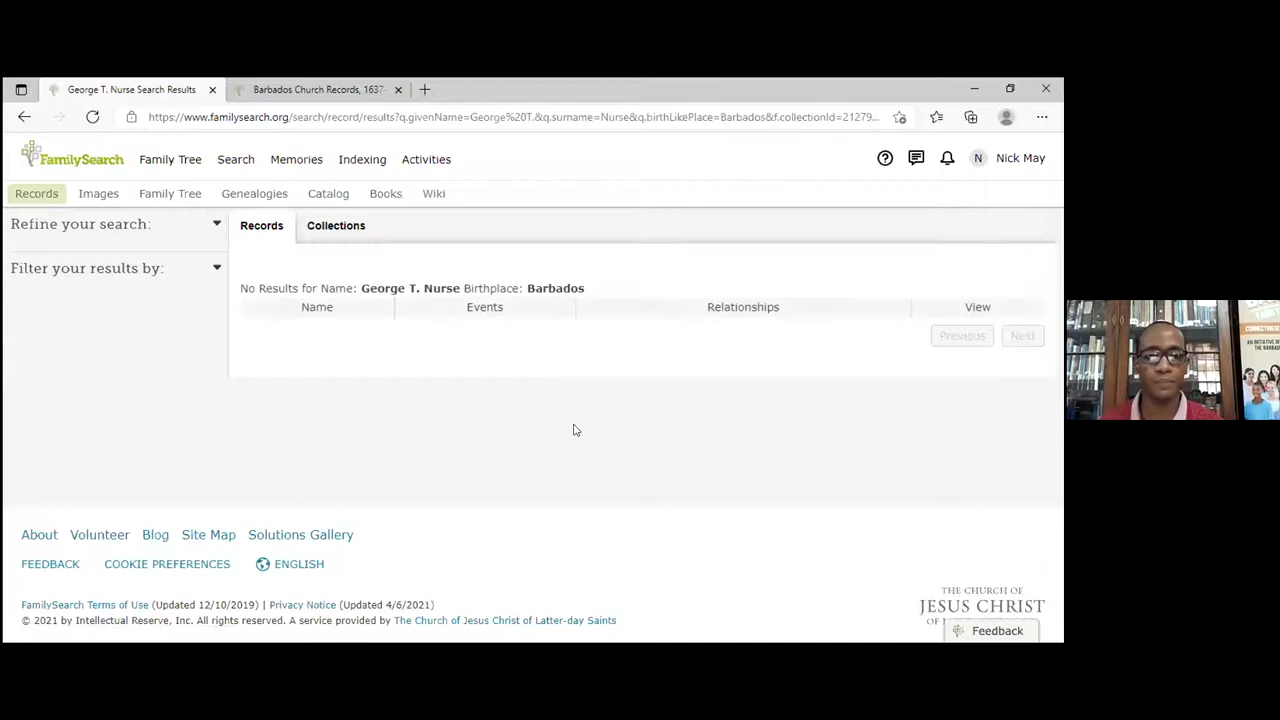 George T. Nurse Search Results
Barbados Church Records, 1637-
https://www.familysearch.org/search/record/results?q.givenName=George%20T.&q.surname=Nurse&q.birthLikePlace=Barbados&f.collectionId=21279...
FamilySearch Family Tree Search Memories Indexing Activities
N Nick May
Records Images Family Tree Genealogies Catalog Books Wiki
Refine your search:
Records Collections
Filter your results by:
No Results for Name: George T. Nurse Birthplace: Barbados
Name Events Relationships View
Previous Next
CONNECTING
AN INITIATIVE
THE BARBAD
About Volunteer Blog Site Map Solutions Gallery
FEEDBACK COOKIE PREFERENCES ENGLISH
THE CHURCH OF
JESUS CHRIST
FamilySearch Terms of Use (Updated 12/10/2019) | Privacy Notice (Updated 4/6/2021)
© 2021 by Intellectual Reserve, Inc. All rights reserved. A service provided by The Church of Jesus Christ of Latter-day Saints
Feedback